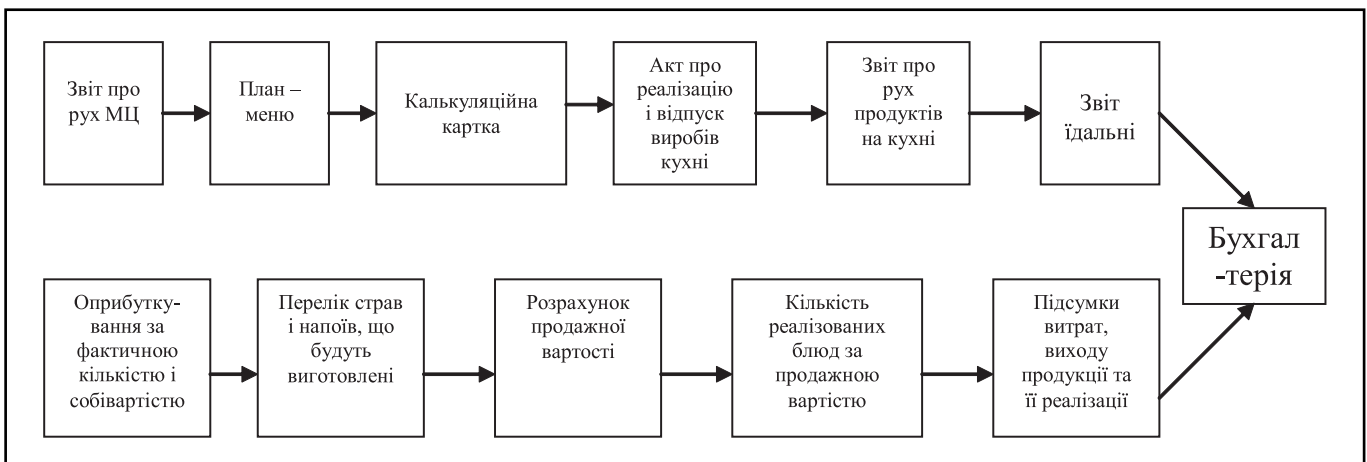 Звіт про
рух МЦ
План –
меню
Калькуляційна
картка
Акт про
реалізацію
і відпуск
виробів
кухні
Звіт про
рух
продуктів
на кухні
Звіт
їдальні
Бухгал
-терія
Оприбутку-
вання за
фактичною
кількістю і
собівартістю
Перелік страв
і напоїв, що
будуть
виготовлені
Розрахунок
продажної
вартості
Кількість
реалізованих
блюд за
продажною
вартістю
Підсумки
витрат,
виходу
продукції та
її реалізації